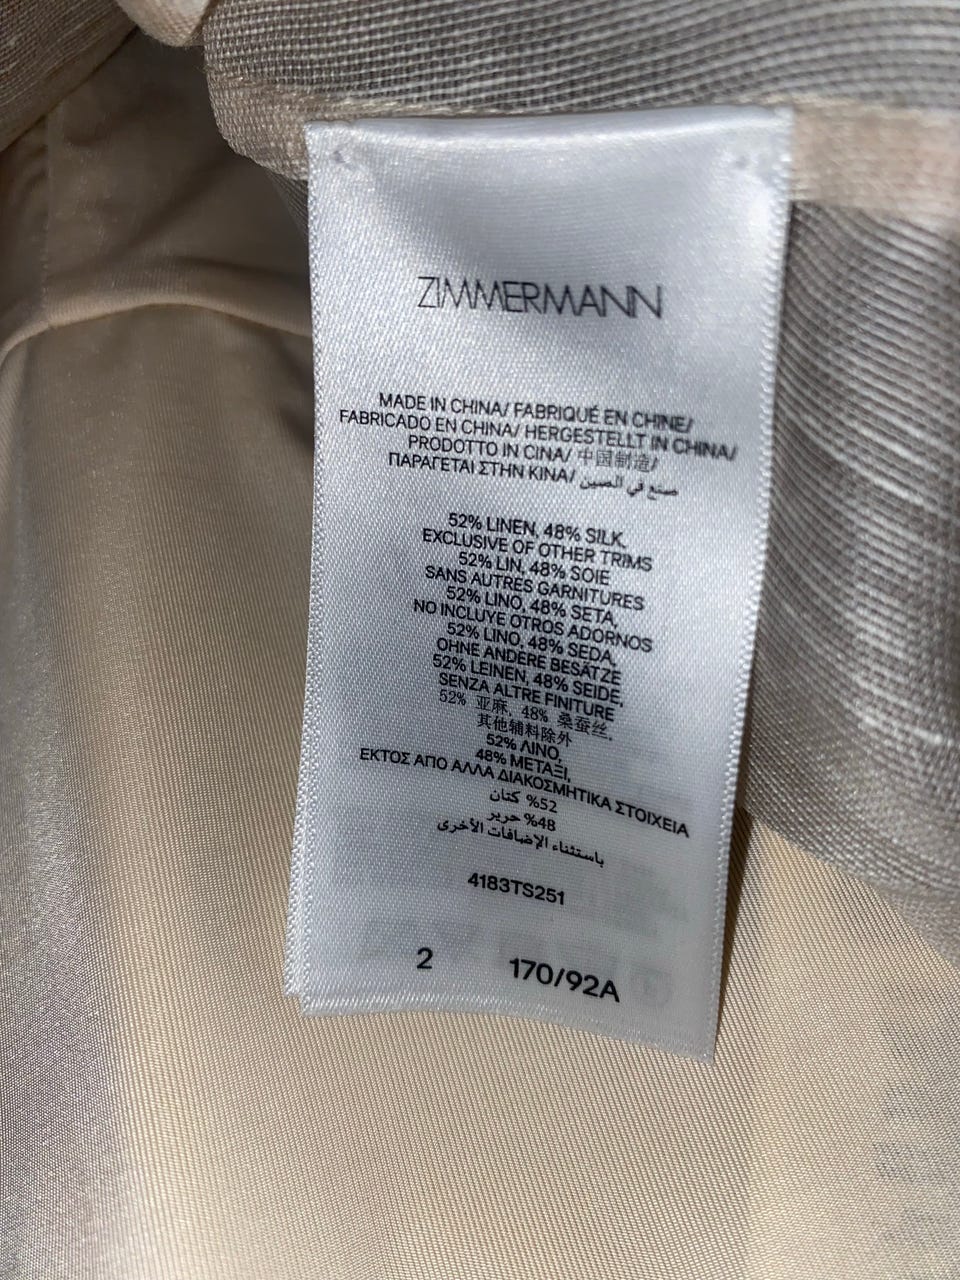 ZIMMERMANN
MADE IN CHINA/ FABRIQUÉ EN CHINE/
FABRICADO EN CHINA/ HERGESTELLT IN CHINA/
PRODOTTO IN CINA/ 中国制造/
ΠΑΡΑΓΕΤΑΙ ΣΤΗΝ ΚΙΝΑ/ صنع في الصين
52% LINEN, 48% SILK,
EXCLUSIVE OF OTHER TRIMS
52% LIN, 48% SOIE
SANS AUTRES GARNITURES
52% LINO, 48% SETA,
NO INCLUYE OTROS ADORNOS
52% LINO, 48% SEDA,
OHNE ANDERE BESÄTZE
52% LEINEN, 48% SEIDE,
SENZA ALTRE FINITURE
52% 亚麻, 48% 桑蚕丝,
其他辅料除外
52% ΛΙΝΟ,
48% ΜΕΤΑΞΙ,
ΕΚΤΟΣ ΑΠΟ ΑΛΛΑ ΔΙΑΚΟΣΜΗΤΙΚΑ ΣΤΟΙΧΕΙΑ
52% كتان
48% حرير
باستثناء الإضافات الأخرى
4183TS251
2 170/92A